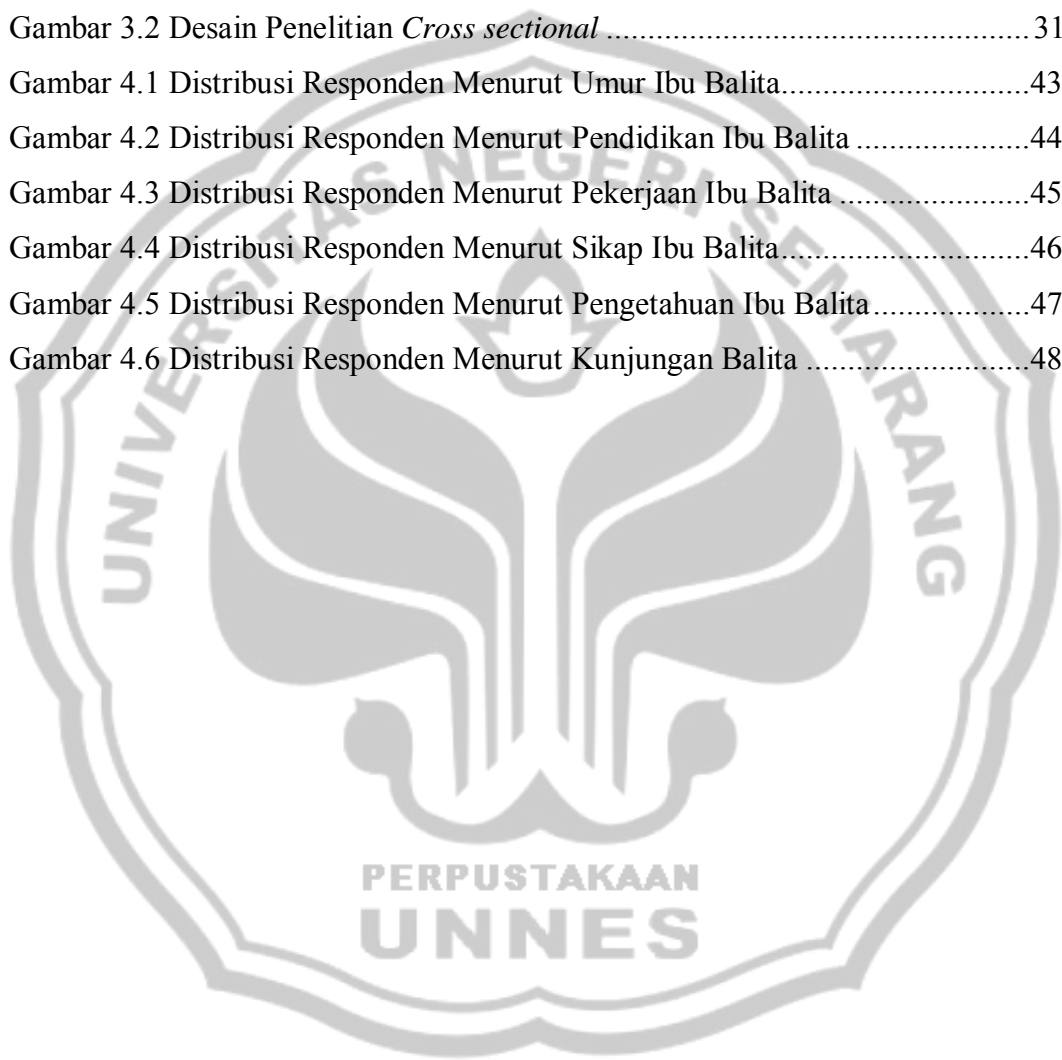 Gambar 3.2 Desain Penelitian Cross sectional ....................................................... 31
Gambar 4.1 Distribusi Responden Menurut Umur Ibu Balita................................43
Gambar 4.2 Distribusi Responden Menurut Pendidikan Ibu Balita ......................44
Gambar 4.3 Distribusi Responden Menurut Pekerjaan Ibu Balita ........................45
Gambar 4.4 Distribusi Responden Menurut Sikap Ibu Balita................................46
Gambar 4.5 Distribusi Responden Menurut Pengetahuan Ibu Balita....................47
Gambar 4.6 Distribusi Responden Menurut Kunjungan Balita ............................48
UNIVERSITAS NEGERI SEMARANG
PERPUSTAKAAN
UNNES